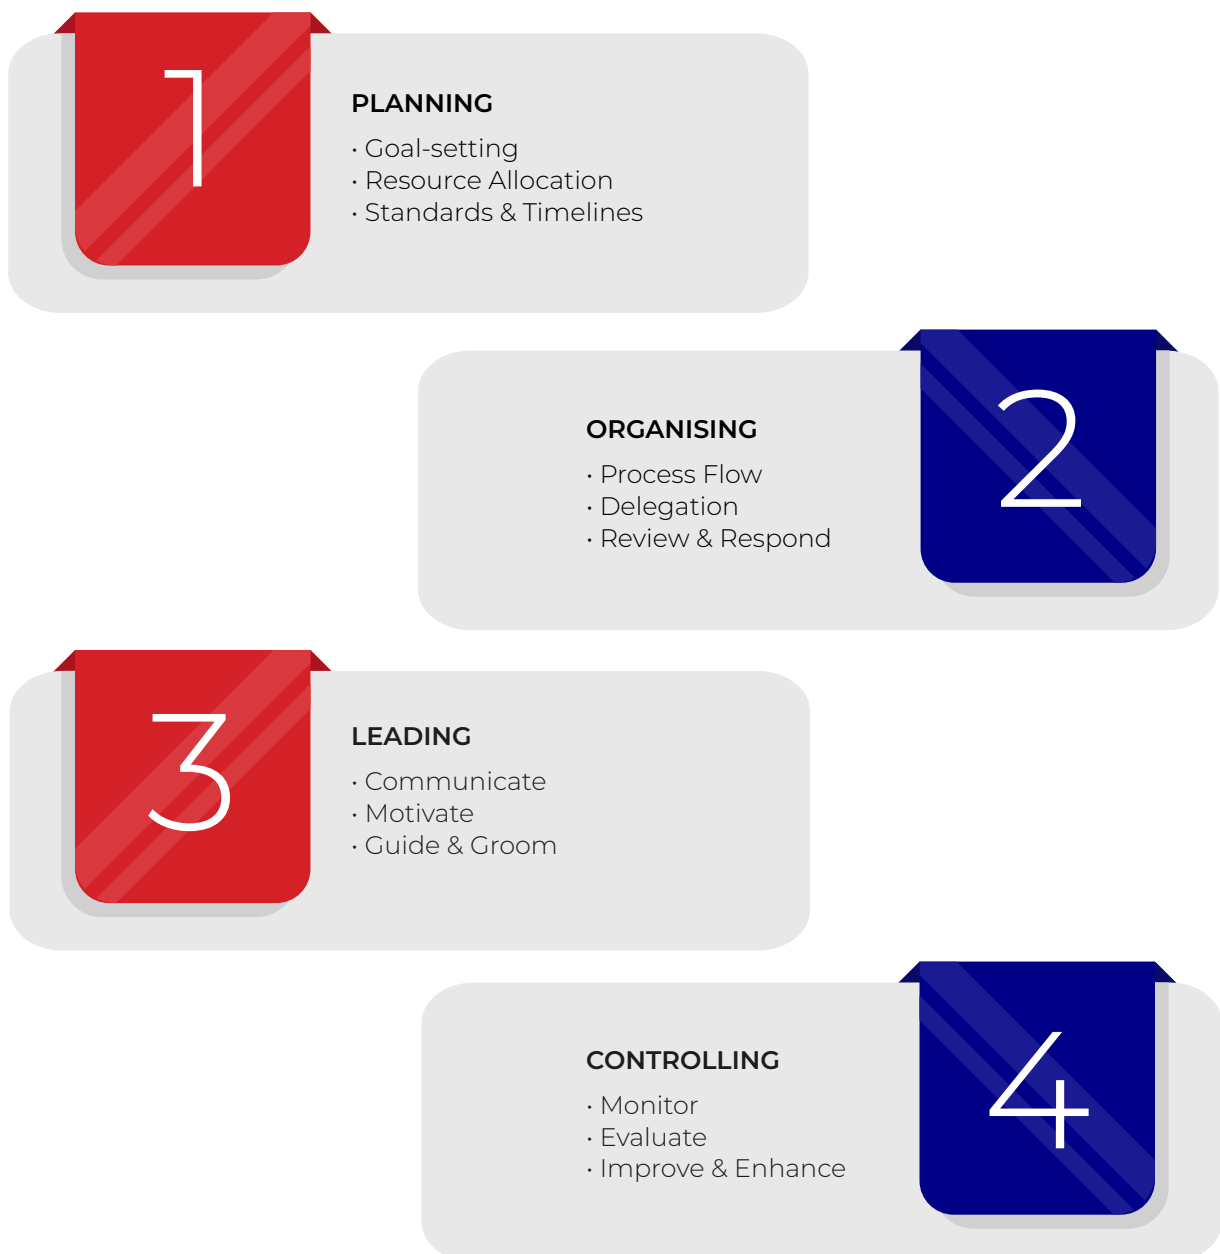 1
PLANNING
· Goal-setting
· Resource Allocation
· Standards & Timelines
2
ORGANISING
· Process Flow
· Delegation
· Review & Respond
3
LEADING
· Communicate
· Motivate
· Guide & Groom
4
CONTROLLING
· Monitor
· Evaluate
· Improve & Enhance